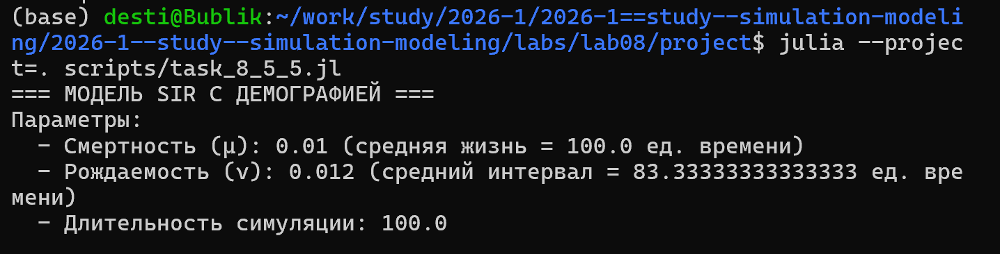 (base) desti@Bublik:~/work/study/2026-1/2026-1==study--simulation-modeli
ng/2026-1--study--simulation-modeling/labs/lab08/project$ julia --projec
t=. scripts/task_8_5_5.jl
=== МОДЕЛЬ SIR С ДЕМОГРАФИЕЙ ===
Параметры:
  - Смертность (μ): 0.01 (средняя жизнь = 100.0 ед. времени)
  - Рождаемость (ν): 0.012 (средний интервал = 83.33333333333333 ед. вре
мени)
  - Длительность симуляции: 100.0